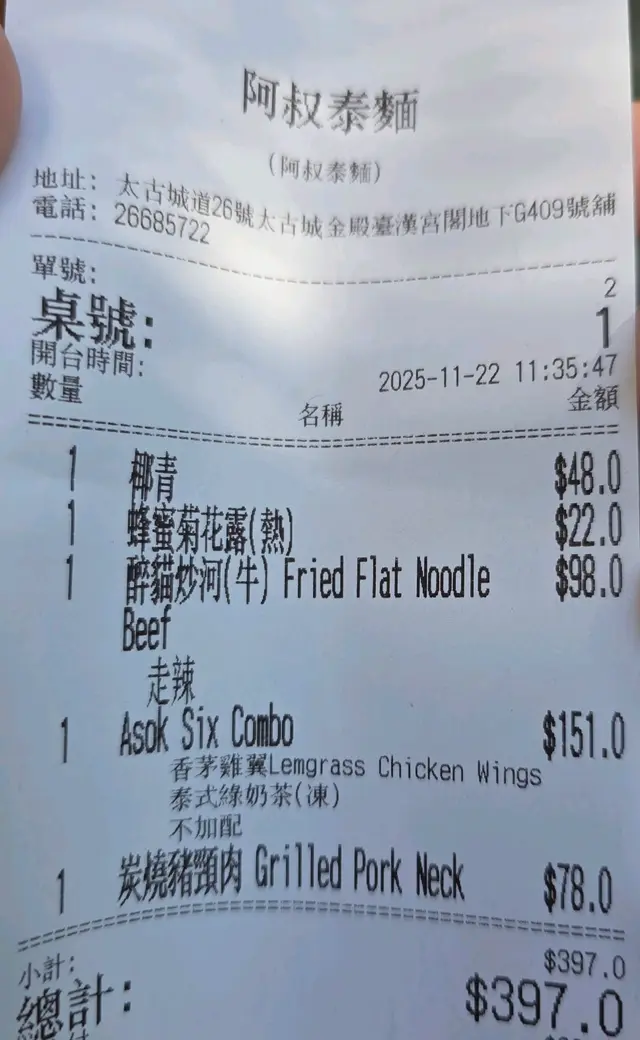 阿叔泰麵
(阿叔泰麵)
地址: 太古城道26號太古城金殿臺漢宮閣地下G409號舖
電話: 26685722
單號: 2
桌號: 1
開台時間: 2025-11-22 11:35:47
數量 名稱 金額
1 椰青 $48.0
1 蜂蜜菊花露(熱) $22.0
1 醉貓炒河(牛) Fried Flat Noodle $98.0
Beef
走辣
1 Asok Six Combo $151.0
香茅雞翼Lemgrass Chicken Wings
泰式綠奶茶(凍)
不加配
1 炭燒豬頸肉 Grilled Pork Neck $78.0
小計: $397.0
總計: $397.0